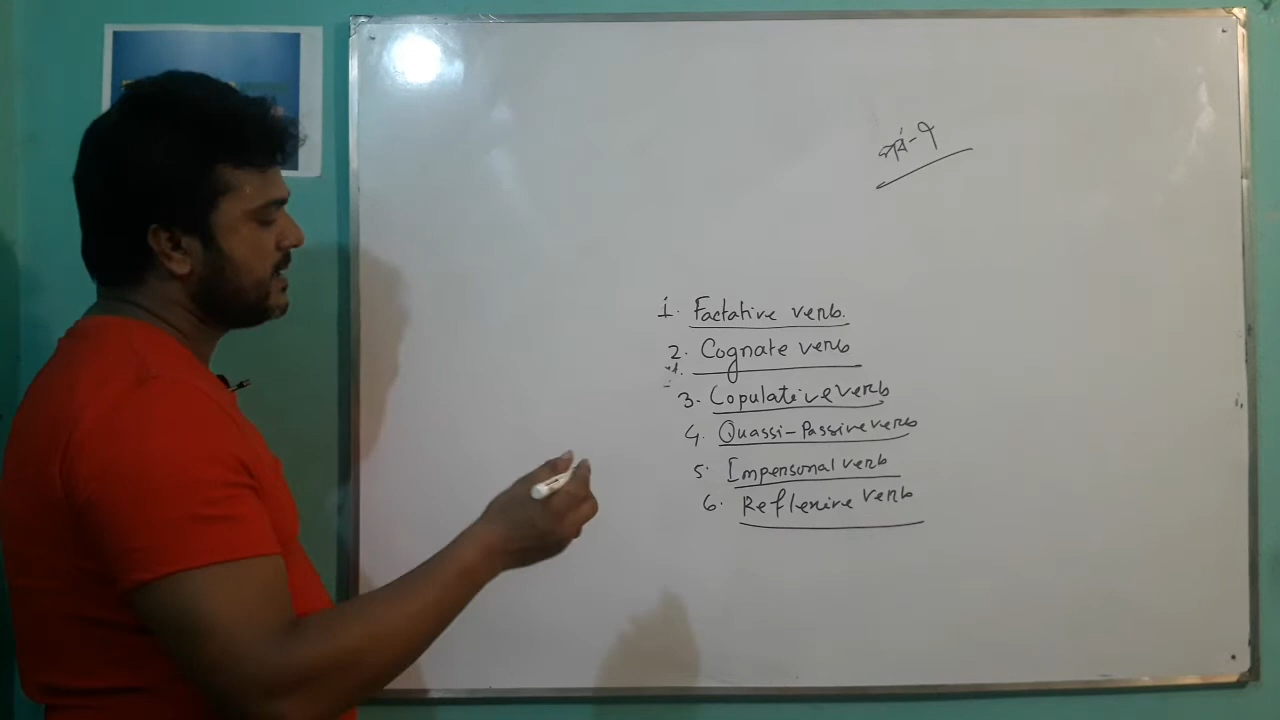 পর্ব-৭
1. Factative verb.
2. Cognate verb
3. Copulative verb
4. Quassi-Passive verb
5. Impersonal verb
6. Reflexive verb